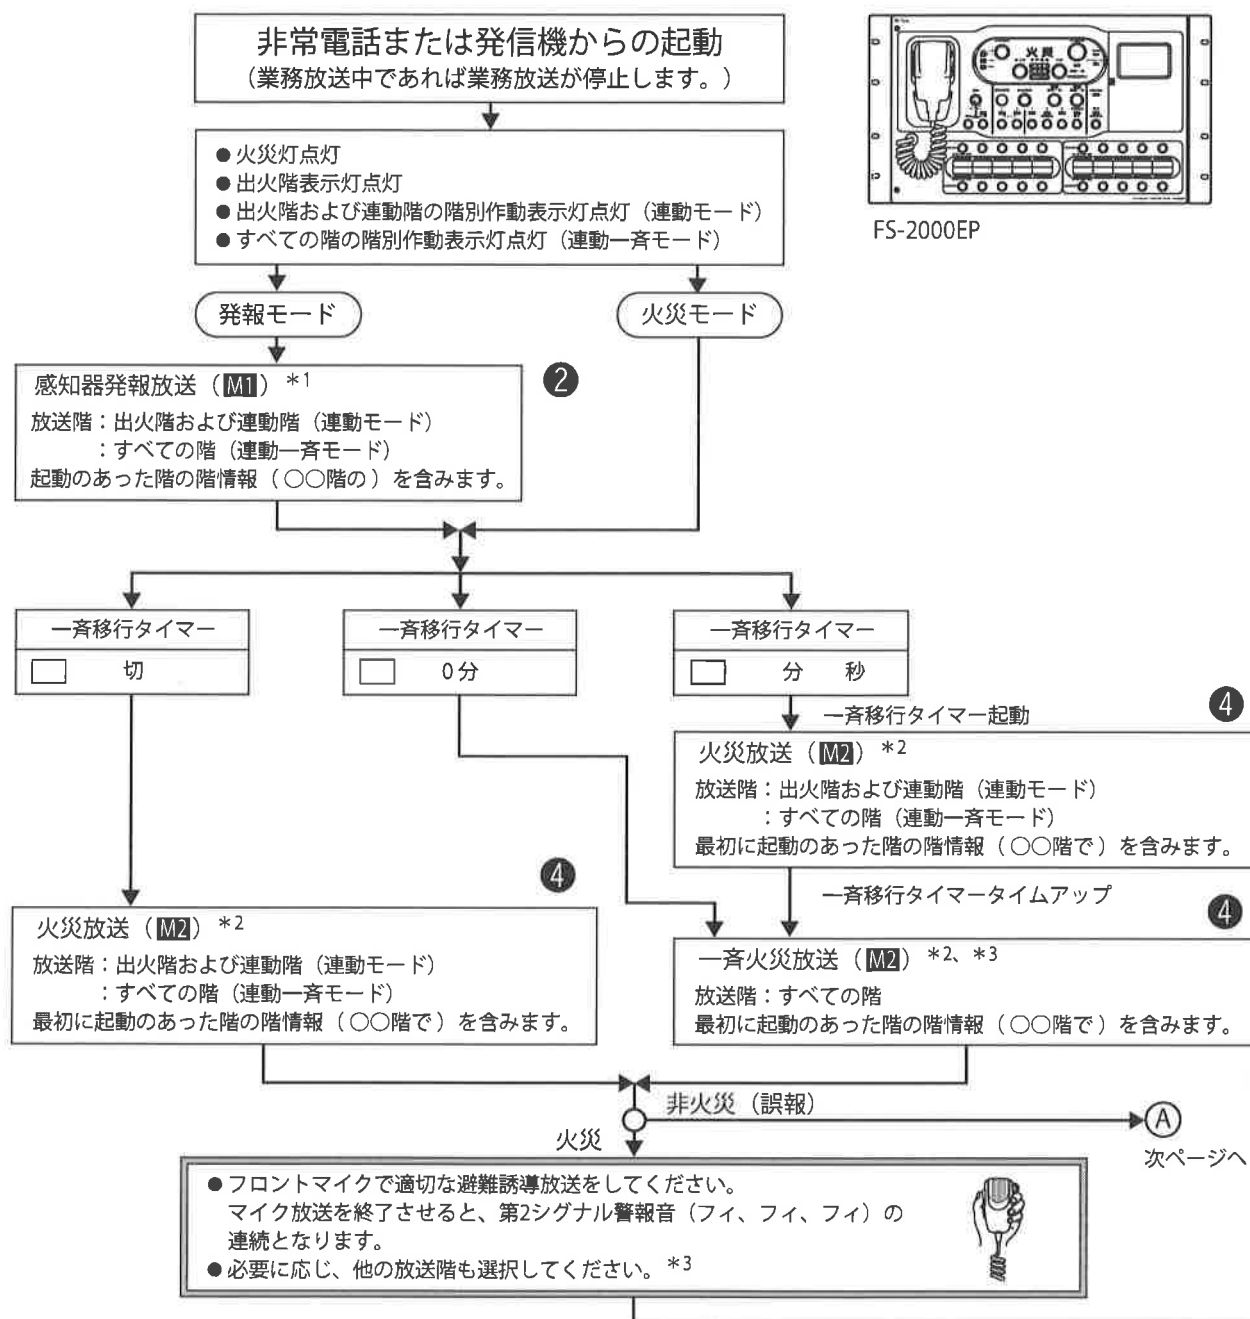 非常電話または発信機からの起動
（業務放送中であれば業務放送が停止します。）
火災
FS-2000EP
● 火災灯点灯
● 出火階表示灯点灯
● 出火階および連動階の階別作動表示灯点灯（連動モード）
● すべての階の階別作動表示灯点灯（連動一斉モード）
発報モード
火災モード
感知器発報放送（M1）*1
❷
放送階：出火階および連動階（連動モード）
：すべての階（連動一斉モード）
起動のあった階の階情報（○○階の）を含みます。
一斉移行タイマー
切
一斉移行タイマー
0分
一斉移行タイマー
分 秒
一斉移行タイマー起動
❹
火災放送（M2）*2
放送階：出火階および連動階（連動モード）
：すべての階（連動一斉モード）
最初に起動のあった階の階情報（○○階で）を含みます。
一斉移行タイマータイムアップ
❹
火災放送（M2）*2
放送階：出火階および連動階（連動モード）
：すべての階（連動一斉モード）
最初に起動のあった階の階情報（○○階で）を含みます。
❹
一斉火災放送（M2）*2、*3
放送階：すべての階
最初に起動のあった階の階情報（○○階で）を含みます。
非火災（誤報）
Ⓐ
次ページへ
火災
● フロントマイクで適切な避難誘導放送をしてください。
マイク放送を終了させると、第2シグナル警報音（フィ、フィ、フィ）の
連続となります。
● 必要に応じ、他の放送階も選択してください。*3